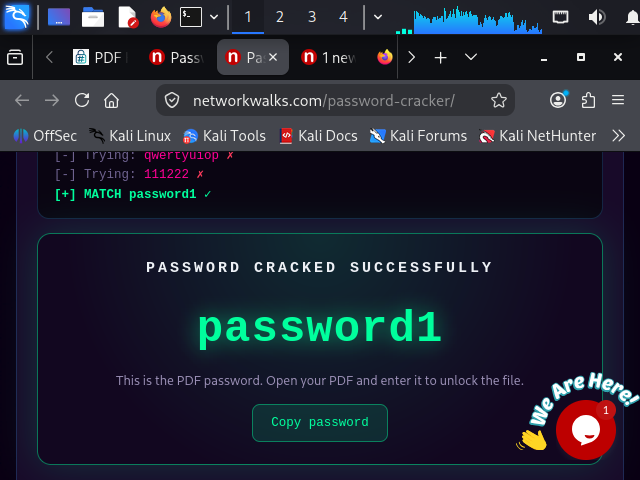 1 2 3 4
PDF Passw Pa 1 new
networkwalks.com/password-cracker/
OffSec Kali Linux Kali Tools Kali Docs Kali Forums Kali NetHunter
[-] Trying: qwertyuiop ✗
[-] Trying: 111222 ✗
[+] MATCH password1 ✓
PASSWORD CRACKED SUCCESSFULLY
password1
This is the PDF password. Open your PDF and enter it to unlock the file.
Copy password
We Are Here!
1